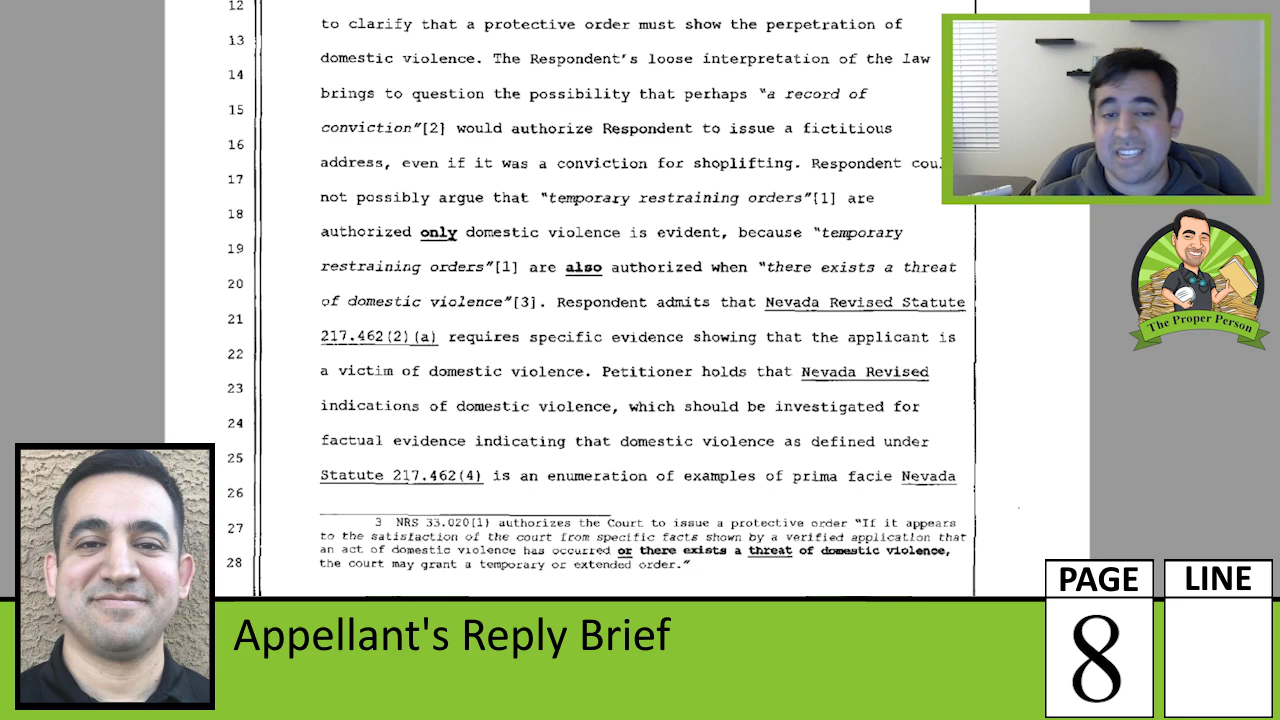 12
to clarify that a protective order must show the perpetration of
13
domestic violence. The Respondent's loose interpretation of the law
14
brings to question the possibility that perhaps "a record of
15
conviction"[2] would authorize Respondent to issue a fictitious
16
address, even if it was a conviction for shoplifting. Respondent
17
not possibly argue that "temporary restraining orders"[1] are
18
authorized only domestic violence is evident, because "temporary
19
restraining orders"[1] are also authorized when "there exists a threat
20
of domestic violence"[3]. Respondent admits that Nevada Revised Statute
21
217.462(2)(a) requires specific evidence showing that the applicant is
22
a victim of domestic violence. Petitioner holds that Nevada Revised
23
indications of domestic violence, which should be investigated for
24
factual evidence indicating that domestic violence as defined under
25
Statute 217.462(4) is an enumeration of examples of prima facie Nevada
26
27
28
3 NRS 33.020(1) authorizes the Court to issue a protective order "If it appears
to the satisfaction of the court from specific facts shown by a verified application that
an act of domestic violence has occurred or there exists a threat of domestic violence,
the court may grant a temporary or extended order."
The Proper Person
Appellant's Reply Brief
PAGE
8
LINE